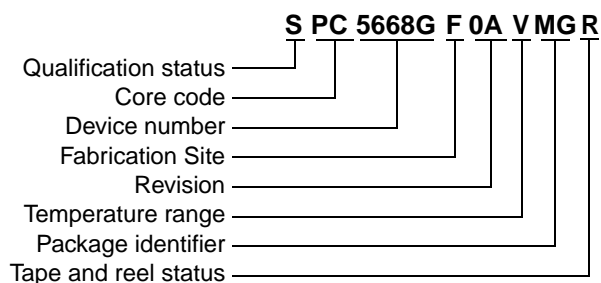 S PC 5668G F 0A V MG R
Qualification status
Core code
Device number
Fabrication Site
Revision
Temperature range
Package identifier
Tape and reel status